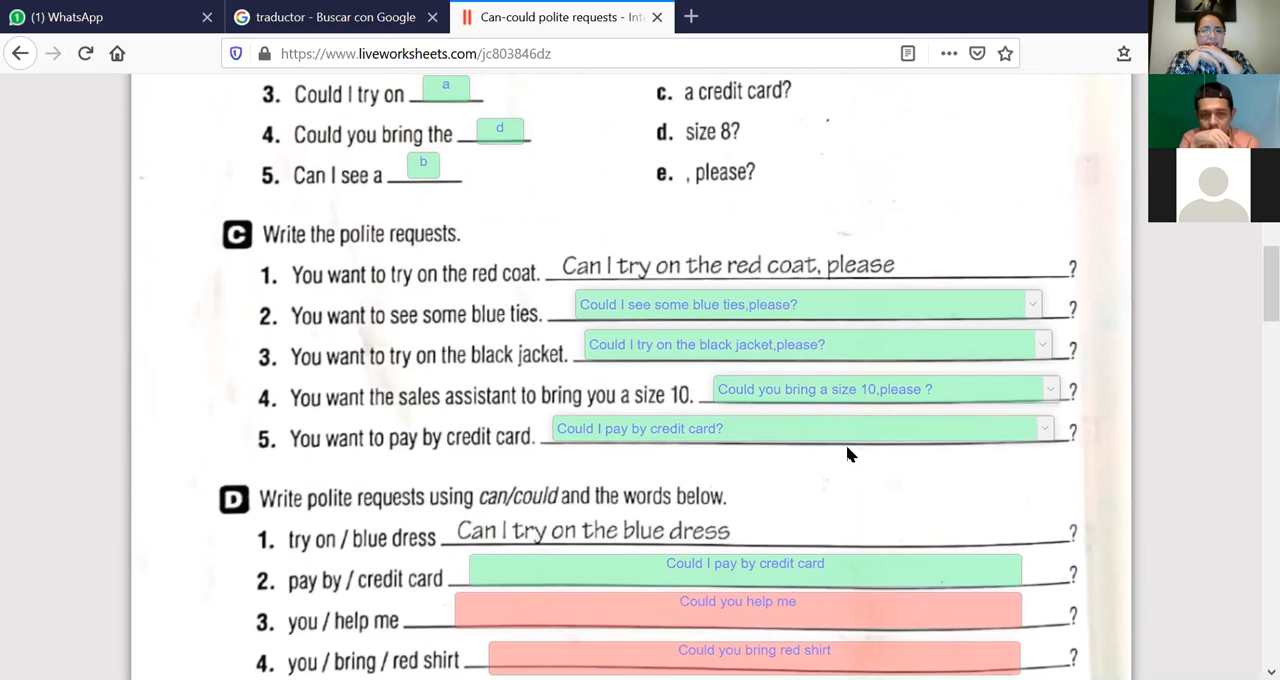 (1) WhatsApp
traductor - Buscar con Google
Can-could polite requests - Inte
https://www.liveworksheets.com/jc803846dz
3. Could I try on a
c. a credit card?
4. Could you bring the d
d. size 8?
5. Can I see a b
e. , please?
C Write the polite requests.
1. You want to try on the red coat. Can I try on the red coat, please ?
2. You want to see some blue ties. Could I see some blue ties,please? ?
3. You want to try on the black jacket. Could I try on the black jacket,please? ?
4. You want the sales assistant to bring you a size 10. Could you bring a size 10,please ? ?
5. You want to pay by credit card. Could I pay by credit card? ?
D Write polite requests using can/could and the words below.
1. try on / blue dress Can I try on the blue dress ?
2. pay by / credit card Could I pay by credit card ?
3. you / help me Could you help me ?
4. you / bring / red shirt Could you bring red shirt ?